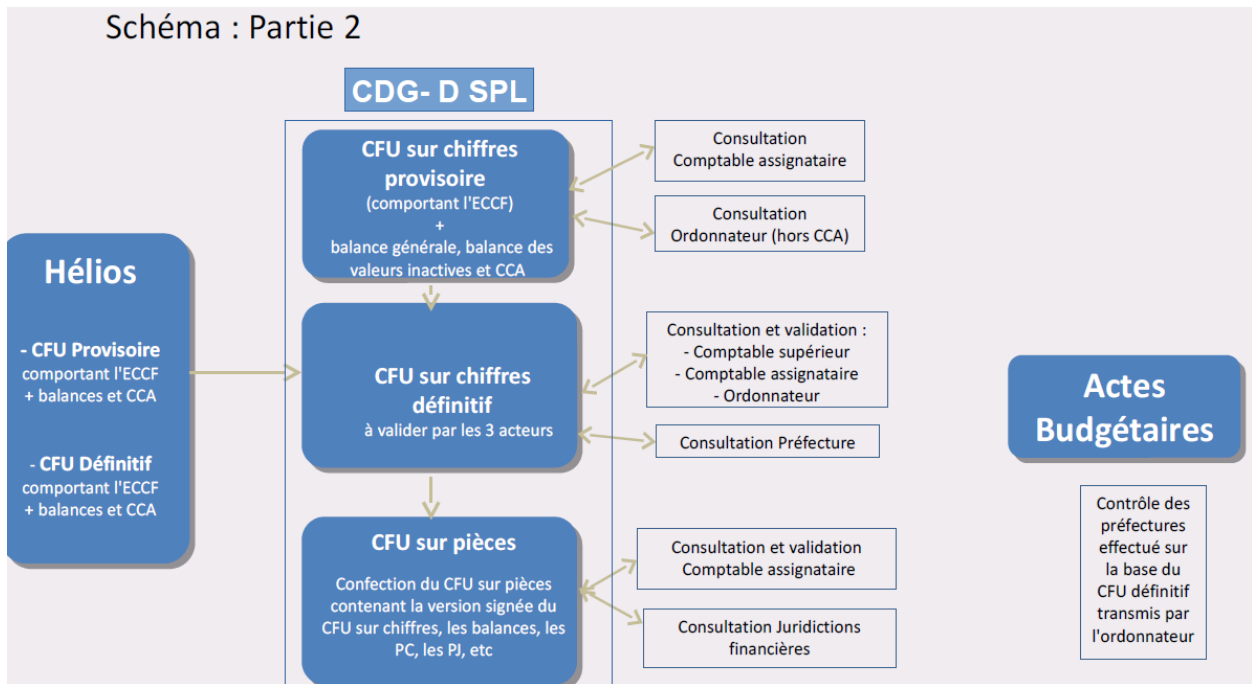 Schéma : Partie 2
CDG- D SPL
Hélios
- CFU Provisoire
comportant l'ECCF
+ balances et CCA
- CFU Définitif
comportant l'ECCF
+ balances et CCA
CFU sur chiffres
provisoire
(comportant l'ECCF)
+
balance générale, balance des
valeurs inactives et CCA
CFU sur chiffres
définitif
à valider par les 3 acteurs
CFU sur pièces
Confection du CFU sur pièces
contenant la version signée du
CFU sur chiffres, les balances, les
PC, les PJ, etc
Consultation
Comptable assignataire
Consultation
Ordonnateur (hors CCA)
Consultation et validation :
- Comptable supérieur
- Comptable assignataire
- Ordonnateur
Consultation Préfecture
Consultation et validation
Comptable assignataire
Consultation Juridictions
financières
Actes
Budgétaires
Contrôle des
préfectures
effectué sur
la base du
CFU définitif
transmis par
l'ordonnateur